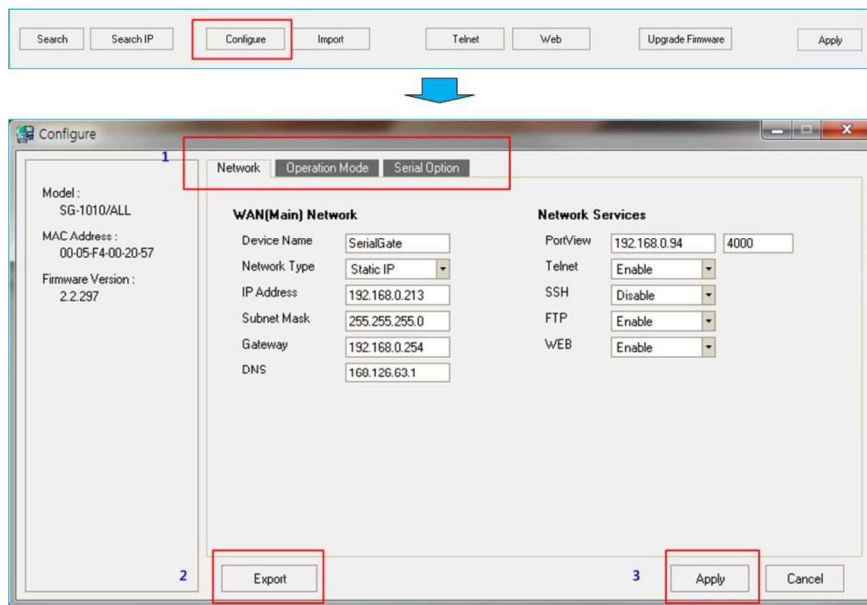 Search Search IP Configure Import Telnet Web Upgrade Firmware Apply
Configure
1
Network Operation Mode Serial Option
Model :
SG-1010/ALL
MAC Address :
00-05-F4-00-20-57
Firmware Version :
2.2.297
WAN(Main) Network
Device Name SerialGate
Network Type Static IP
IP Address 192.168.0.213
Subnet Mask 255.255.255.0
Gateway 192.168.0.254
DNS 168.126.63.1
Network Services
PortView 192.168.0.94 4000
Telnet Enable
SSH Disable
FTP Enable
WEB Enable
2 Export 3 Apply Cancel